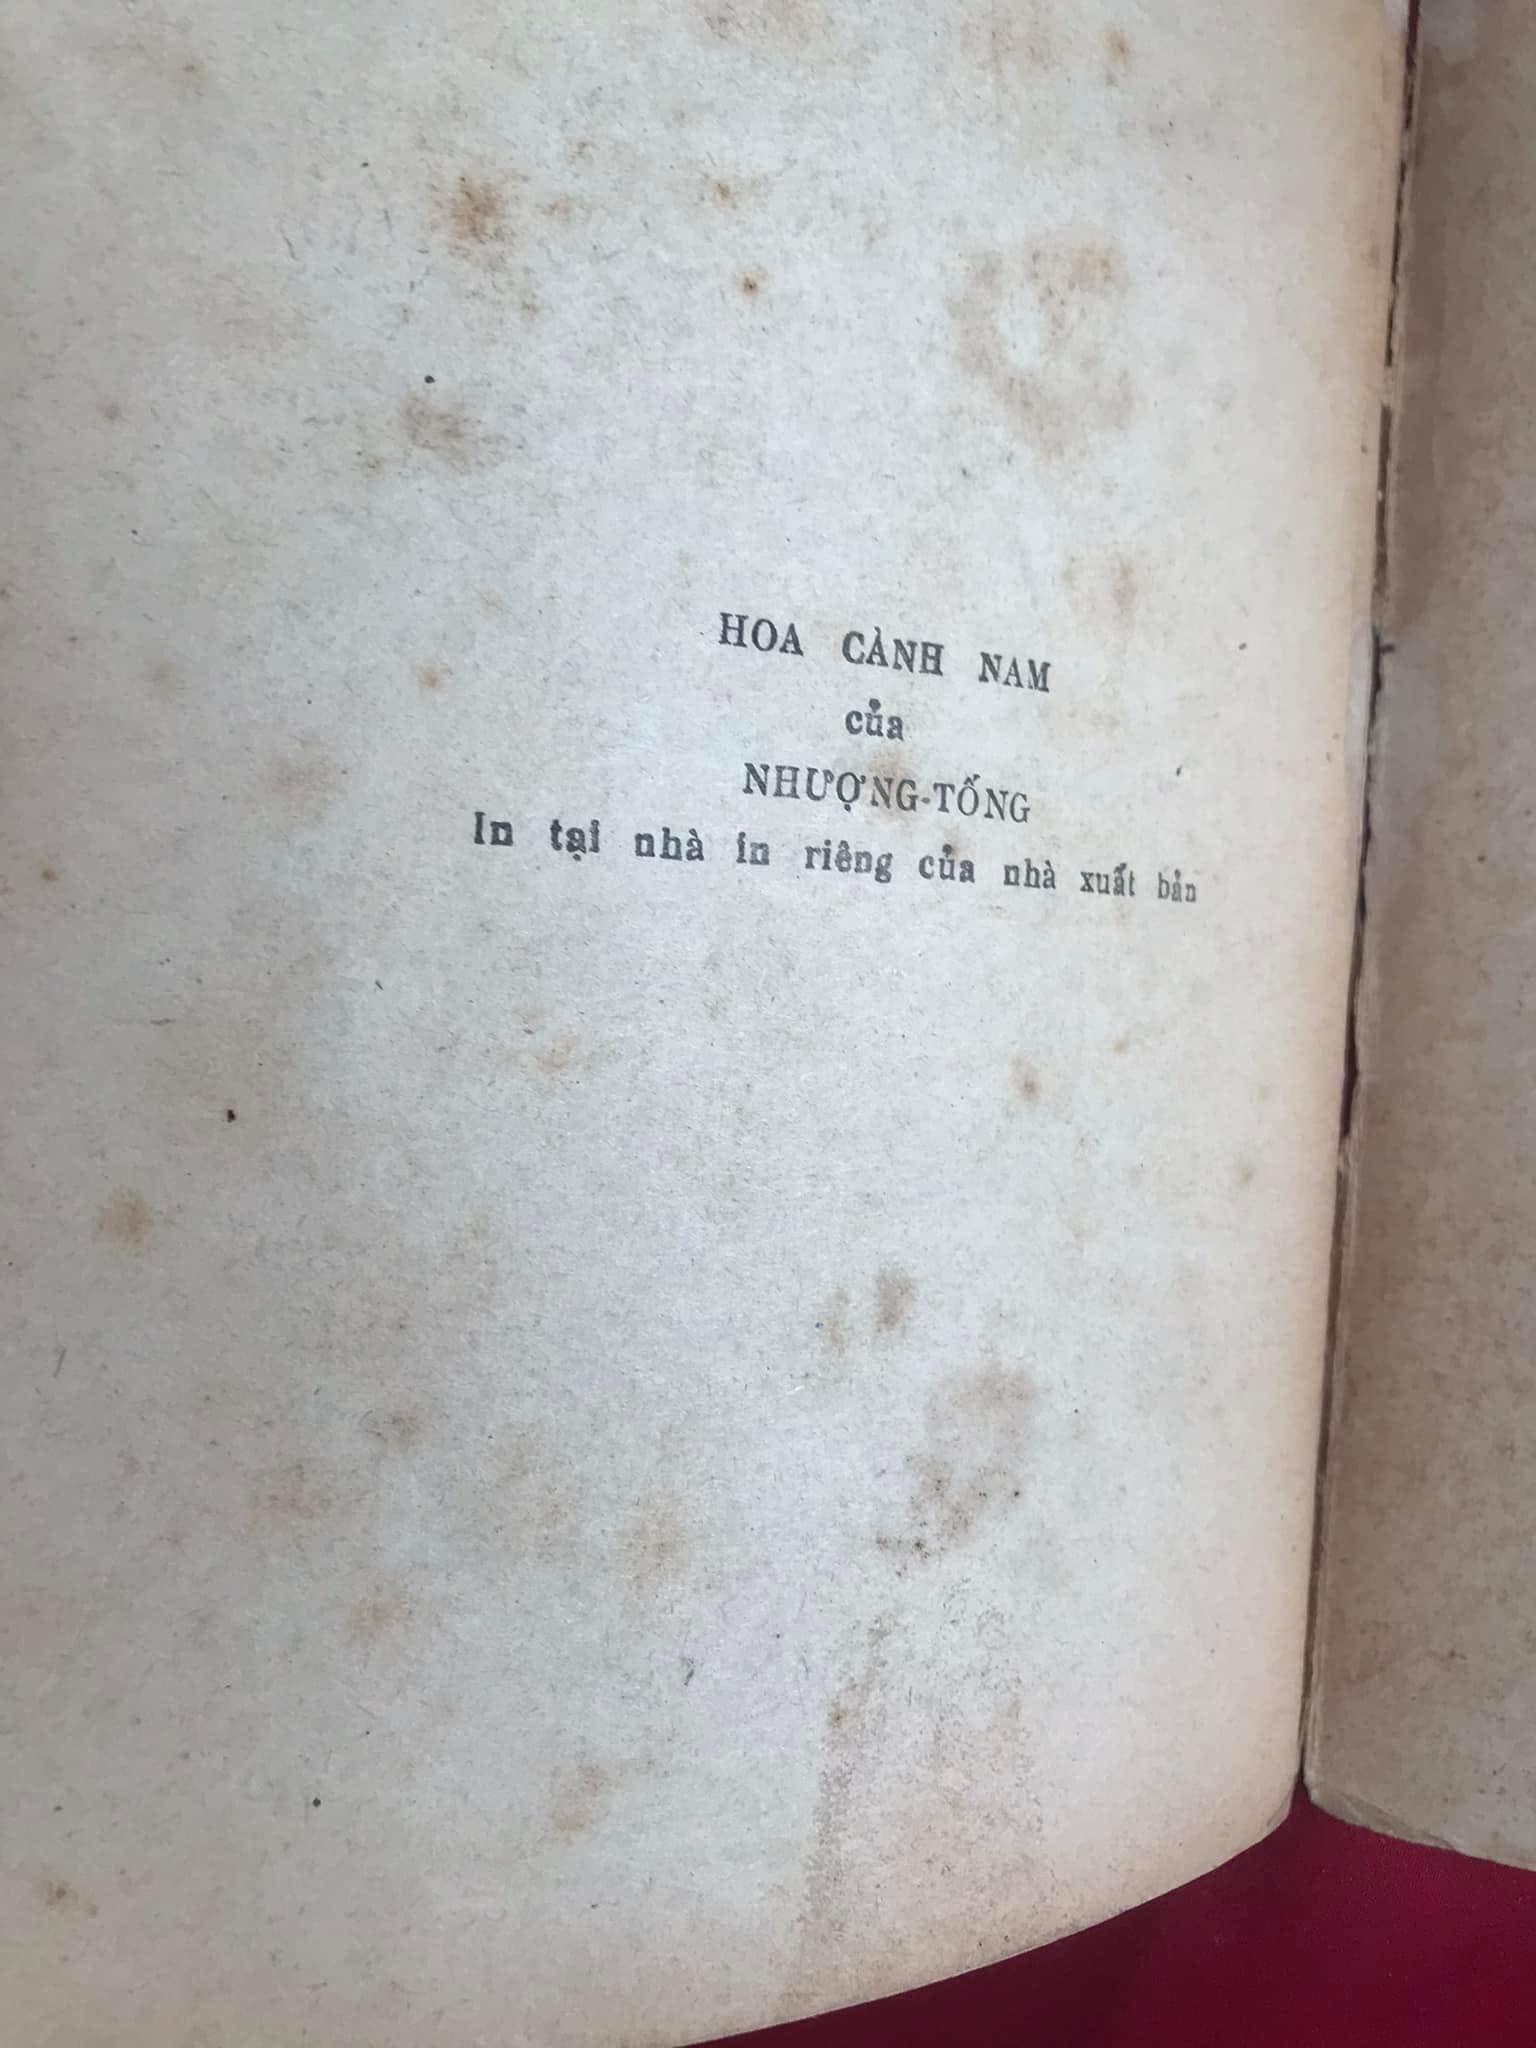 HOA CÀNH NAM
của
NHƯỢNG-TỐNG
In tại nhà in riêng của nhà xuất bản